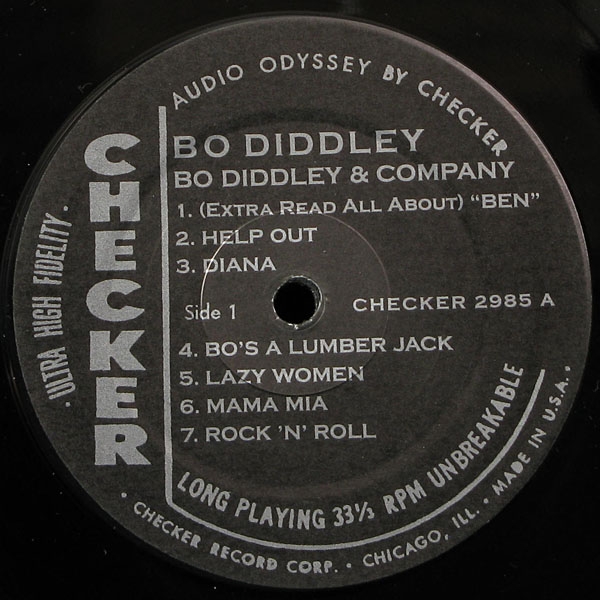 AUDIO ODYSSEY BY CHECKER
CHECKER
· ULTRA HIGH FIDELITY ·
BO DIDDLEY
BO DIDDLEY & COMPANY
1. (EXTRA READ ALL ABOUT) “BEN”
2. HELP OUT
3. DIANA
Side 1
CHECKER 2985 A
4. BO'S A LUMBER JACK
5. LAZY WOMEN
6. MAMA MIA
7. ROCK 'N' ROLL
LONG PLAYING 33⅓ RPM UNBREAKABLE
· CHECKER RECORD CORP. · CHICAGO, ILL. · MADE IN U.S.A. ·